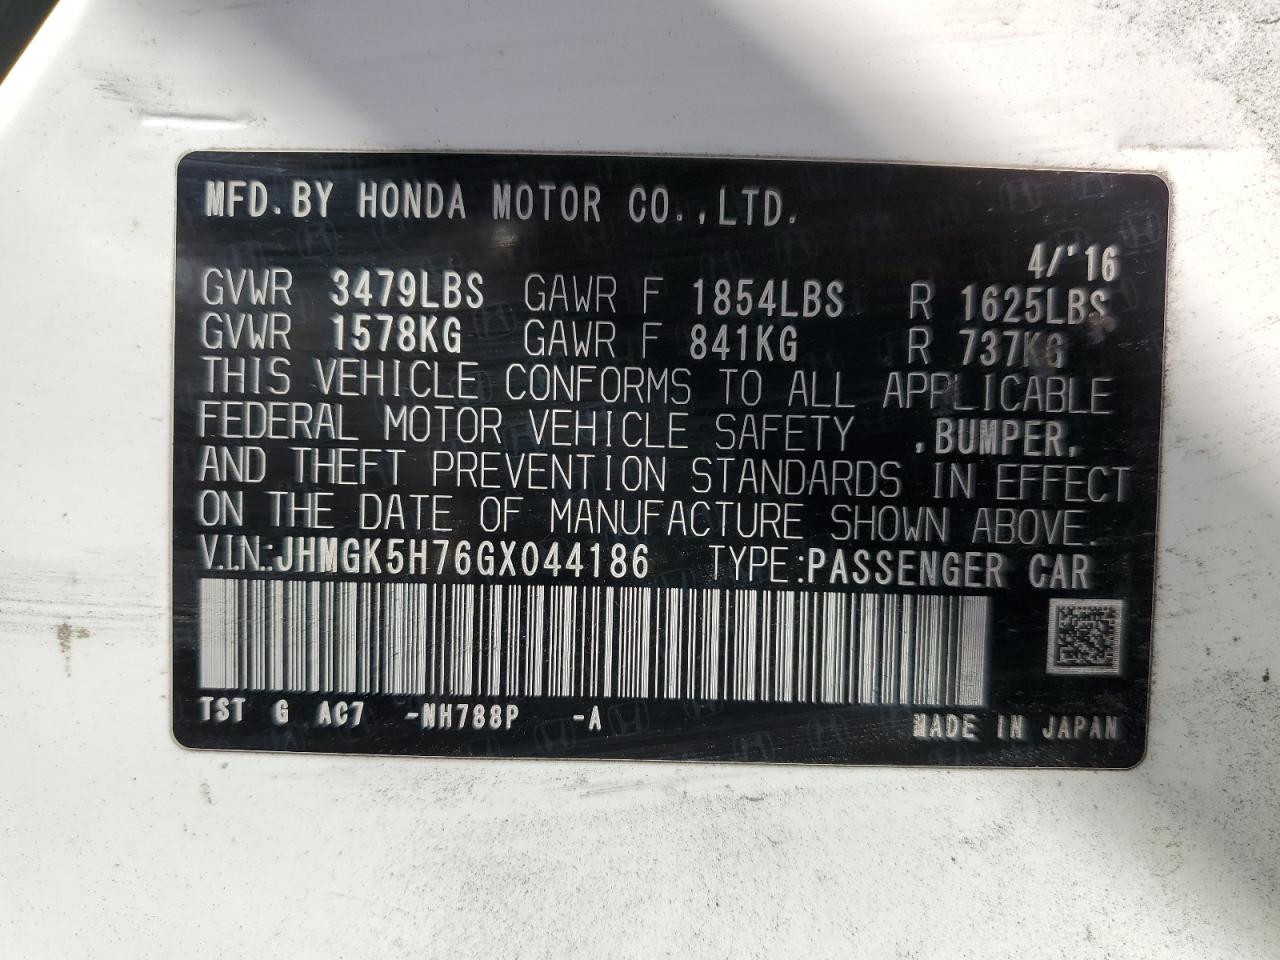 MFD.BY HONDA MOTOR CO.,LTD.
4/'16
GVWR 3479LBS GAWR F 1854LBS R 1625LBS
GVWR 1578KG GAWR F 841KG R 737KG
THIS VEHICLE CONFORMS TO ALL APPLICABLE
FEDERAL MOTOR VEHICLE SAFETY ,BUMPER,
AND THEFT PREVENTION STANDARDS IN EFFECT
ON THE DATE OF MANUFACTURE SHOWN ABOVE.
V.I.N.:JHMGK5H76GX044186 TYPE:PASSENGER CAR
TST G AC7 -NH788P -A
MADE IN JAPAN